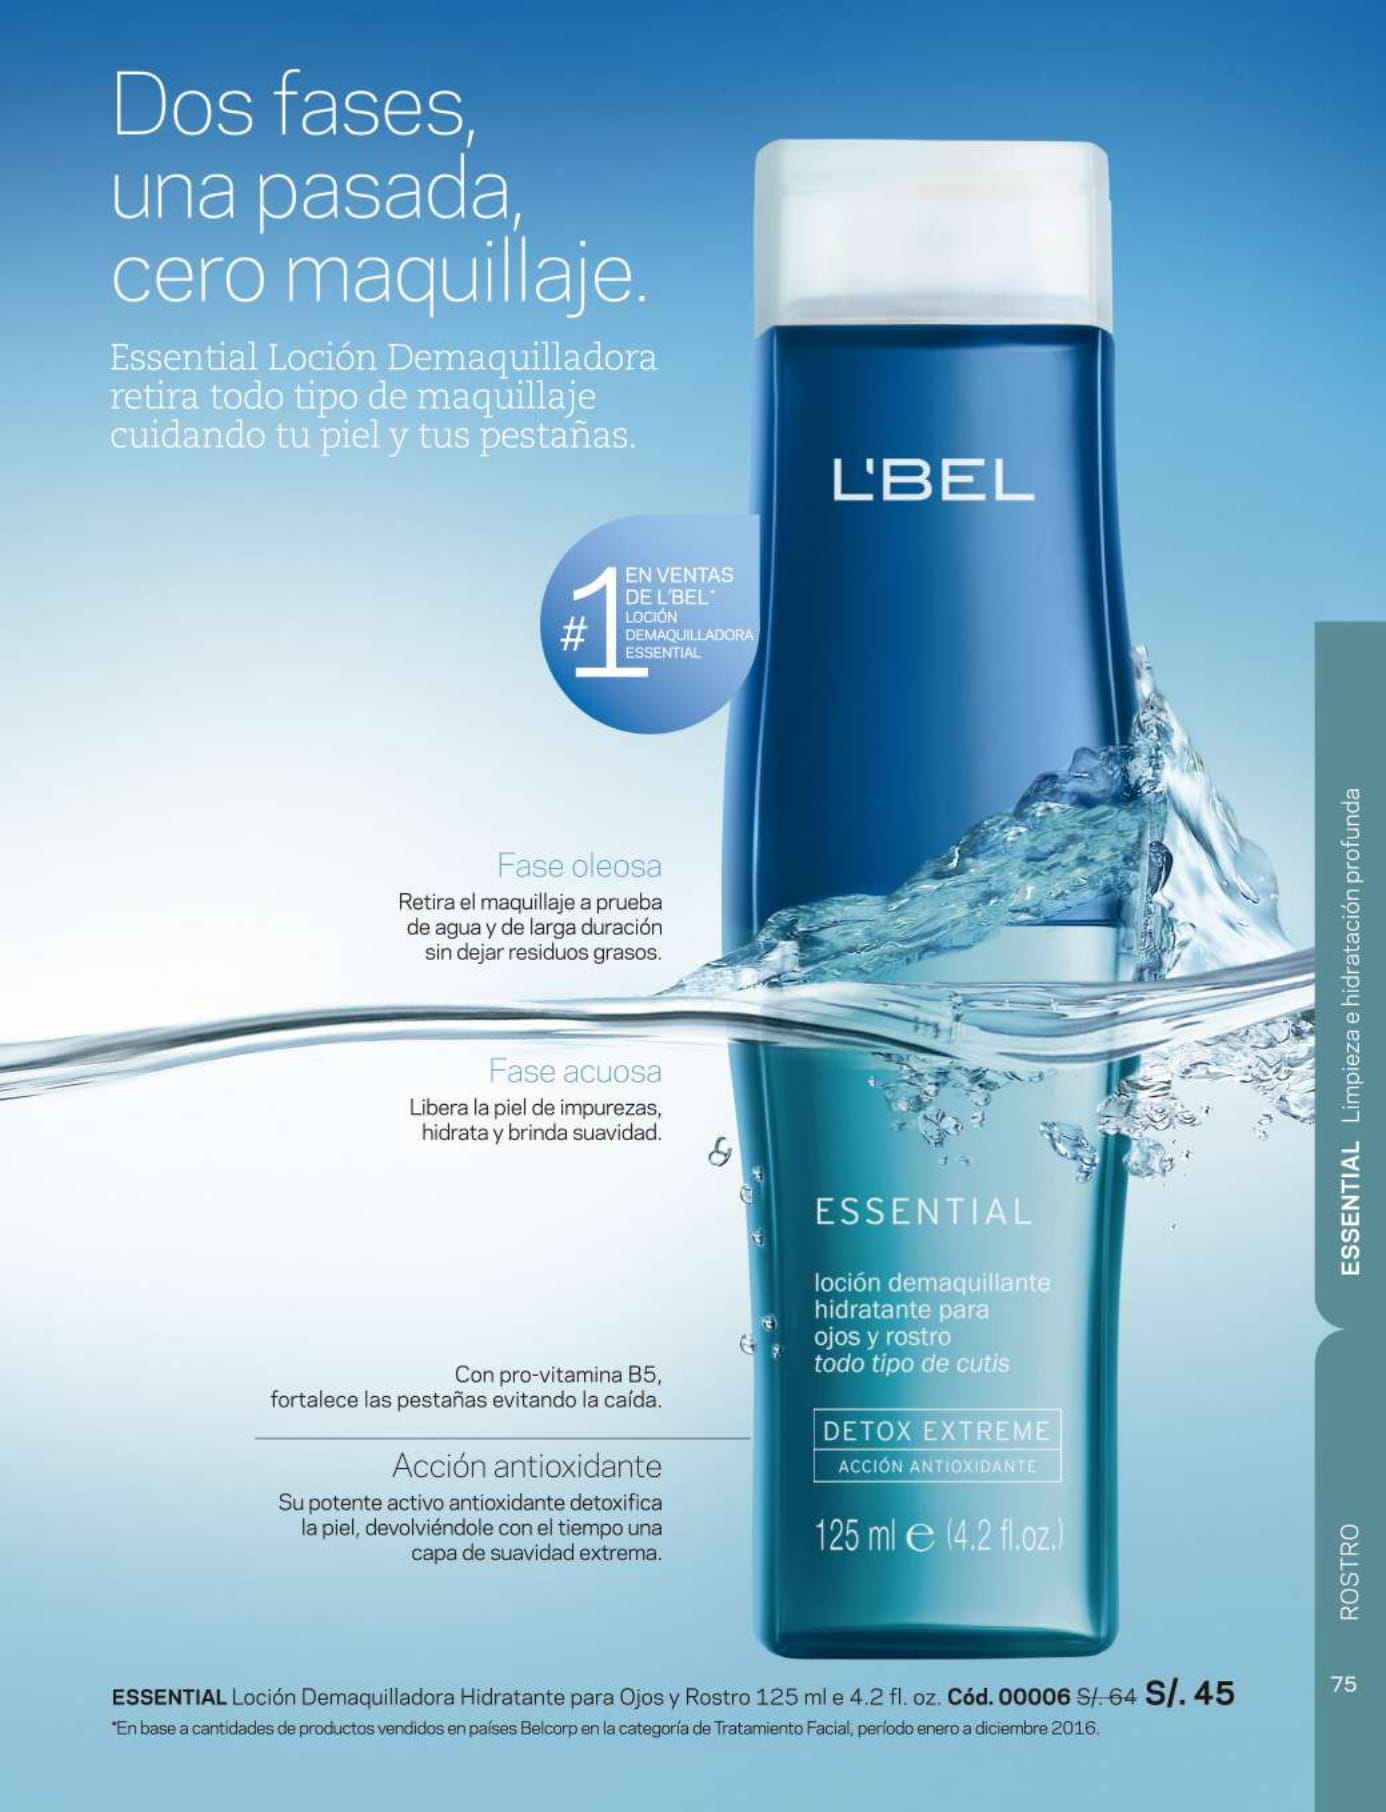 Dos fases,
una pasada,
cero maquillaje.
Essential Loción Demaquilladora
retira todo tipo de maquillaje
cuidando tu piel y tus pestañas.
L'BEL
#1
EN VENTAS
DE L'BEL*
LOCIÓN
DEMAQUILLADORA
ESSENTIAL
Fase oleosa
Retira el maquillaje a prueba
de agua y de larga duración
sin dejar residuos grasos.
Fase acuosa
Libera la piel de impurezas,
hidrata y brinda suavidad.
Con pro-vitamina B5,
fortalece las pestañas evitando la caída.
Acción antioxidante
Su potente activo antioxidante detoxifica
la piel, devolviéndole con el tiempo una
capa de suavidad extrema.
ESSENTIAL
loción demaquillante
hidratante para
ojos y rostro
todo tipo de cutis
DETOX EXTREME
ACCIÓN ANTIOXIDANTE
125 ml e (4.2 fl.oz.)
ESSENTIAL Loción Demaquilladora Hidratante para Ojos y Rostro 125 ml e 4.2 fl. oz. Cód. 00006 S/. 64 S/. 45
*En base a cantidades de productos vendidos en países Belcorp en la categoría de Tratamiento Facial, período enero a diciembre 2016.
ESSENTIAL Limpieza e hidratación profunda
ROSTRO
75